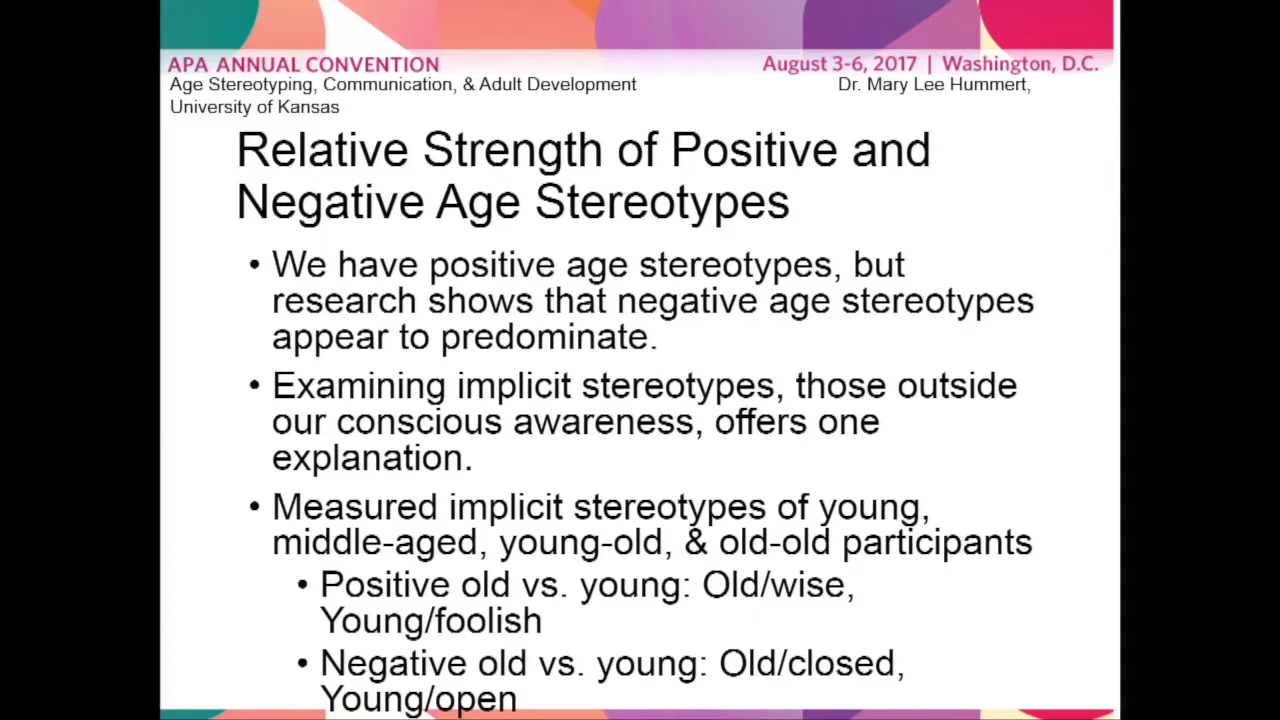 APA ANNUAL CONVENTION August 3-6, 2017 | Washington, D.C.
Age Stereotyping, Communication, & Adult Development Dr. Mary Lee Hummert,
University of Kansas
Relative Strength of Positive and
Negative Age Stereotypes
• We have positive age stereotypes, but
research shows that negative age stereotypes
appear to predominate.
• Examining implicit stereotypes, those outside
our conscious awareness, offers one
explanation.
• Measured implicit stereotypes of young,
middle-aged, young-old, & old-old participants
• Positive old vs. young: Old/wise,
Young/foolish
• Negative old vs. young: Old/closed,
Young/open